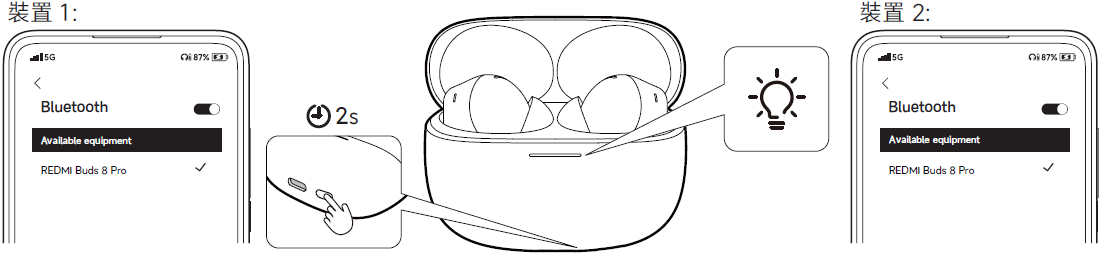 裝置 1:
5G 87%
Bluetooth
Available equipment
REDMI Buds 8 Pro
2s
裝置 2:
5G 87%
Bluetooth
Available equipment
REDMI Buds 8 Pro